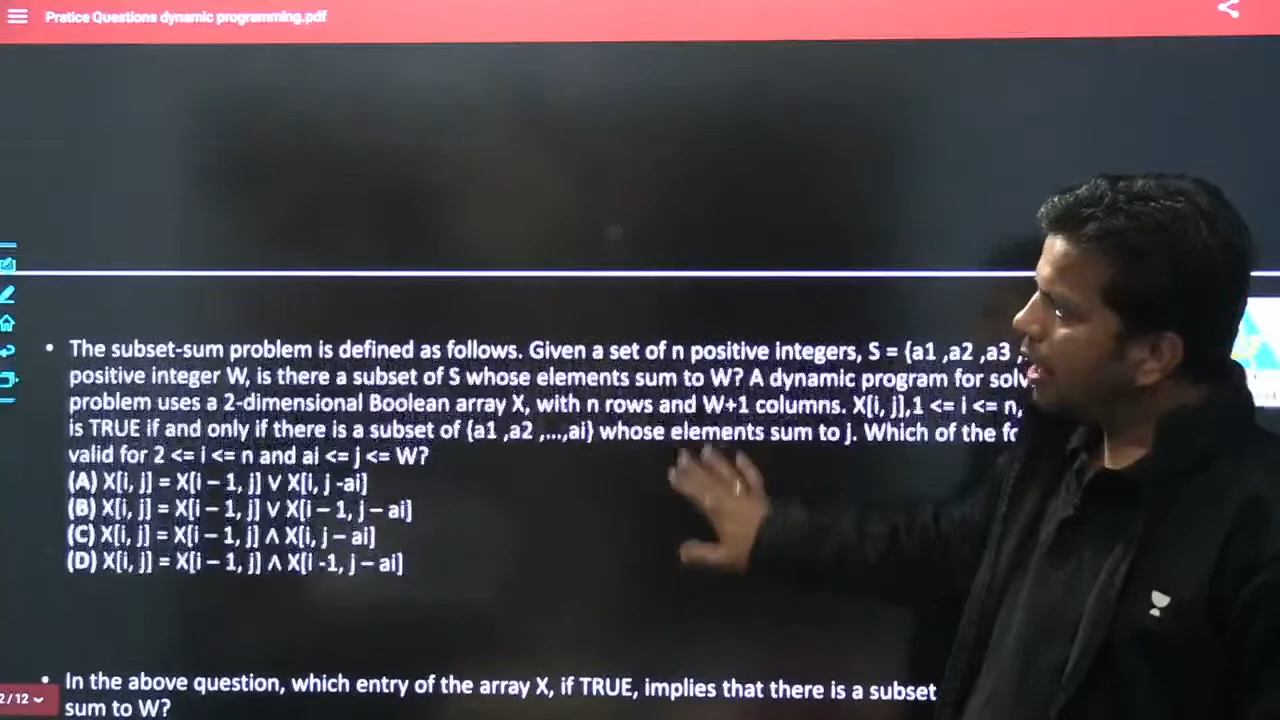 Pratice Questions dynamic programming.pdf
• The subset-sum problem is defined as follows. Given a set of n positive integers, S = {a1 ,a2 ,a3 ,
positive integer W, is there a subset of S whose elements sum to W? A dynamic program for solv
problem uses a 2-dimensional Boolean array X, with n rows and W+1 columns. X[i, j],1 <= i <= n,
is TRUE if and only if there is a subset of {a1 ,a2 ,...,ai} whose elements sum to j. Which of the
valid for 2 <= i <= n and ai <= j <= W?
(A) X[i, j] = X[i – 1, j] V X[i, j -ai]
(B) X[i, j] = X[i – 1, j] V X[i – 1, j – ai]
(C) X[i, j] = X[i – 1, j] Λ X[i, j – ai]
(D) X[i, j] = X[i – 1, j] Λ X[i -1, j – ai]
• In the above question, which entry of the array X, if TRUE, implies that there is a subset
sum to W?
2/12